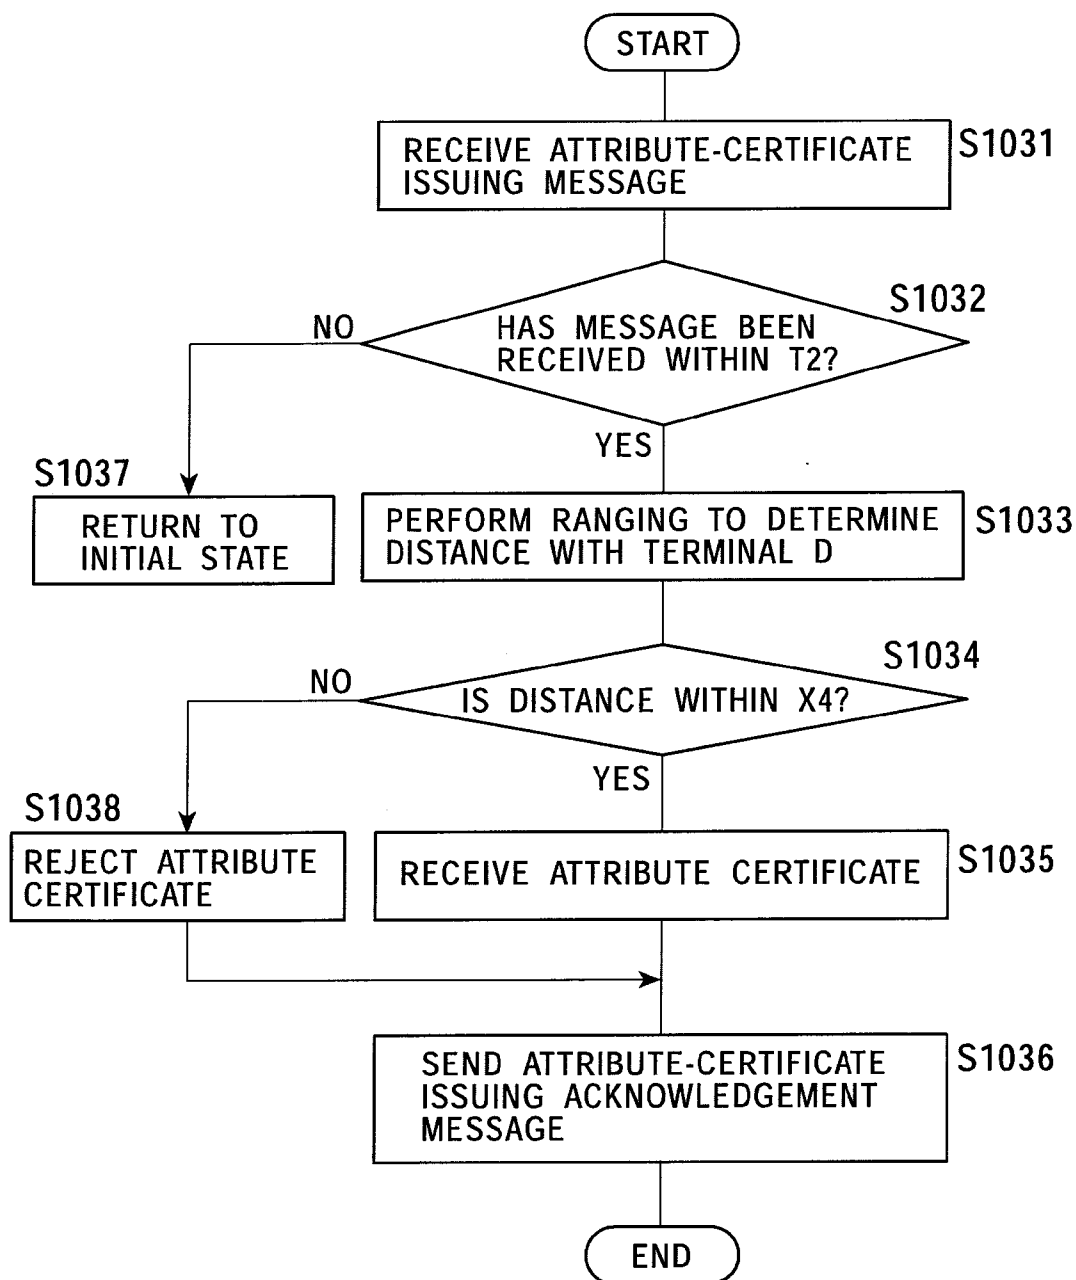 START
RECEIVE ATTRIBUTE-CERTIFICATE
ISSUING MESSAGE
S1031
S1032
HAS MESSAGE BEEN
RECEIVED WITHIN T2?
NO
YES
S1037
RETURN TO
INITIAL STATE
PERFORM RANGING TO DETERMINE
DISTANCE WITH TERMINAL D
S1033
S1034
IS DISTANCE WITHIN X4?
NO
YES
S1038
REJECT ATTRIBUTE
CERTIFICATE
RECEIVE ATTRIBUTE CERTIFICATE
S1035
SEND ATTRIBUTE-CERTIFICATE
ISSUING ACKNOWLEDGEMENT
MESSAGE
S1036
END